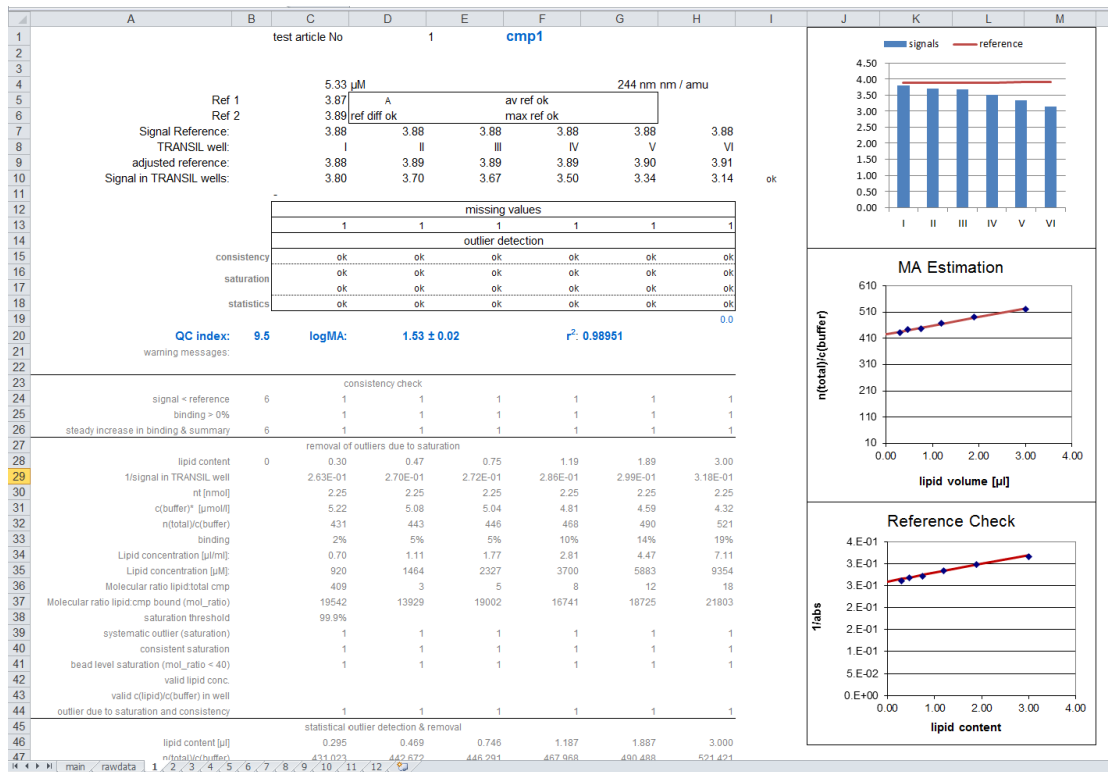 A B C D E F G H I J K L M
1 test article No 1 cmp1
2
3
4 5.33 µM 244 nm nm / amu
5 Ref 1 3.87 A av ref ok
6 Ref 2 3.89 ref diff ok max ref ok
7 Signal Reference: 3.88 3.88 3.88 3.88 3.88 3.88
8 TRANSIL well: I II III IV V VI
9 adjusted reference: 3.88 3.89 3.89 3.89 3.90 3.91
10 Signal in TRANSIL wells: 3.80 3.70 3.67 3.50 3.34 3.14 ok
11 -
12 missing values
13 1 1 1 1 1 1
14 outlier detection
15 consistency ok ok ok ok ok ok
16 saturation ok ok ok ok ok ok
17 ok ok ok ok ok ok
18 statistics ok ok ok ok ok ok
19 0.0
20 QC index: 9.5 logMA: 1.53 ± 0.02 r²: 0.98951
21 warning messages:
22
23 consistency check
24 signal < reference 6 1 1 1 1 1 1
25 binding > 0% 1 1 1 1 1 1
26 steady increase in binding & summary 6 1 1 1 1 1 1
27 removal of outliers due to saturation
28 lipid content 0 0.30 0.47 0.75 1.19 1.89 3.00
29 1/signal in TRANSIL well 2.63E-01 2.70E-01 2.72E-01 2.86E-01 2.99E-01 3.18E-01
30 nt [nmol] 2.25 2.25 2.25 2.25 2.25 2.25
31 c(buffer)* [µmol/l] 5.22 5.08 5.04 4.81 4.59 4.32
32 n(total)/c(buffer) 431 443 446 468 490 521
33 binding 2% 5% 5% 10% 14% 19%
34 Lipid concentration [µl/ml]: 0.70 1.11 1.77 2.81 4.47 7.11
35 Lipid concentration [µM]: 920 1464 2327 3700 5883 9354
36 Molecular ratio lipid:total cmp 409 3 5 8 12 18
37 Molecular ratio lipid:cmp bound (mol_ratio) 19542 13929 19002 16741 18725 21803
38 saturation threshold 99.9%
39 systematic outlier (saturation) 1 1 1 1 1 1
40 consistent saturation 1 1 1 1 1 1
41 bead level saturation (mol_ratio < 40) 1 1 1 1 1 1
42 valid lipid conc.
43 valid c(lipid)/c(buffer) in well
44 outlier due to saturation and consistency 1 1 1 1 1 1
45 statistical outlier detection & removal
46 lipid content [µl] 0.295 0.469 0.746 1.187 1.887 3.000
47 n(total)/c(buffer) 431.023 442.672 446.291 467.968 490.488 521.421
main rawdata 1 2 3 4 5 6 7 8 9 10 11 12
signals reference
4.50
4.00
3.50
3.00
2.50
2.00
1.50
1.00
0.50
0.00
I II III IV V VI
MA Estimation
n(total)/c(buffer)
610
510
410
310
210
110
10
0.00 1.00 2.00 3.00 4.00
lipid volume [µl]
Reference Check
1/abs
4.E-01
3.E-01
3.E-01
2.E-01
2.E-01
1.E-01
5.E-02
0.E+00
0.00 1.00 2.00 3.00 4.00
lipid content